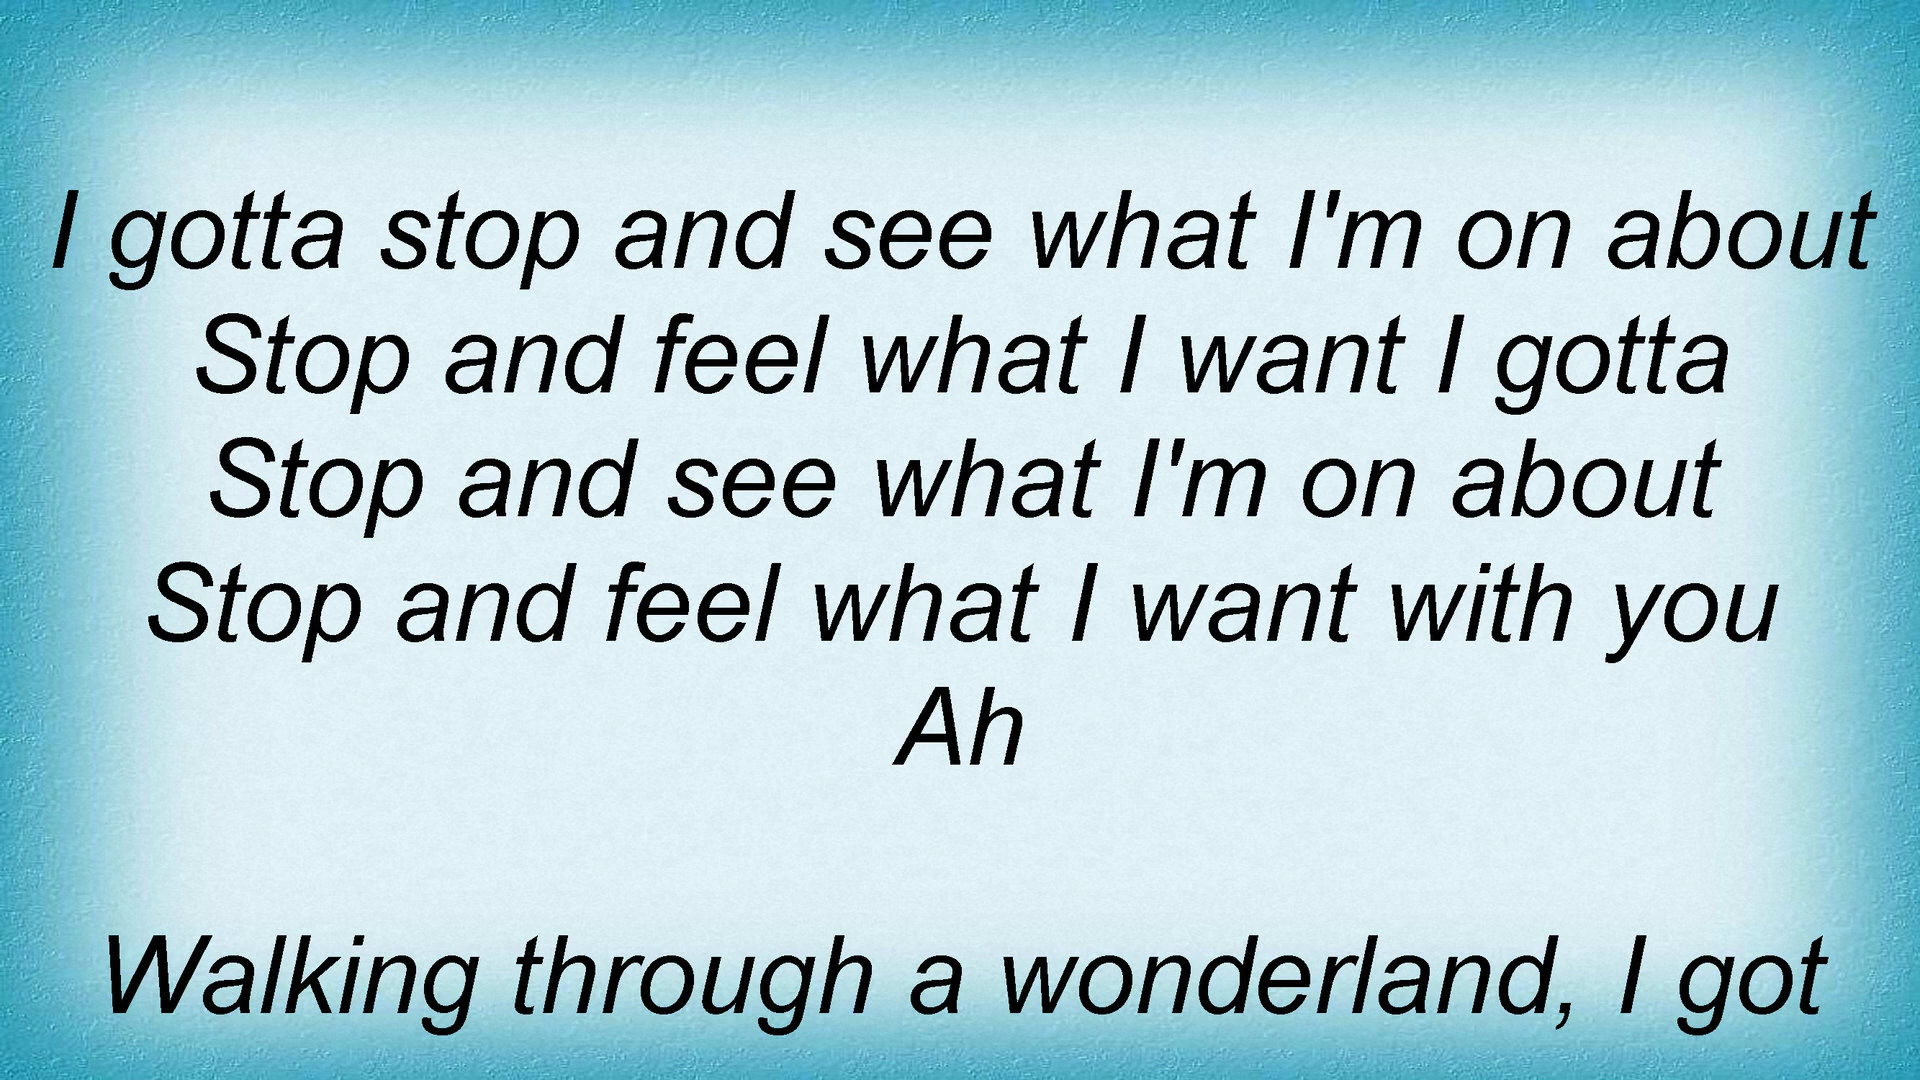 I gotta stop and see what I'm on about
Stop and feel what I want I gotta
Stop and see what I'm on about
Stop and feel what I want with you
Ah
Walking through a wonderland, I got